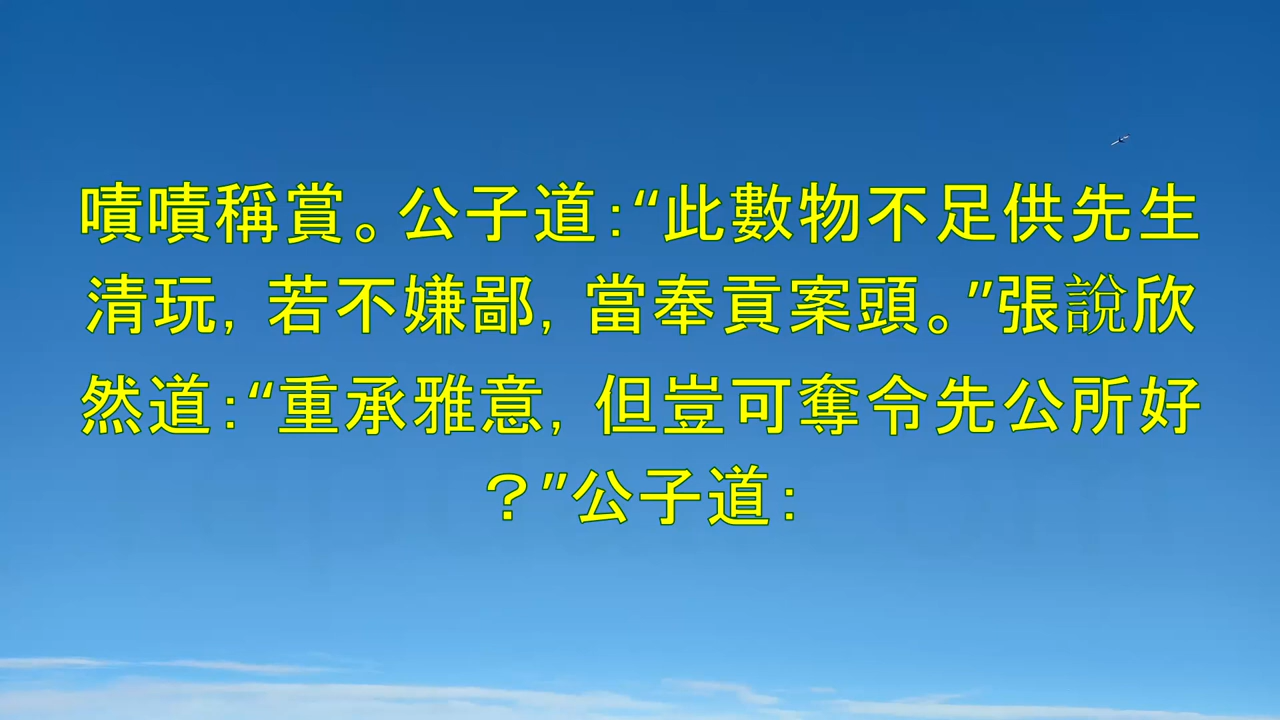 嘖嘖稱賞。公子道：“此數物不足供先生
清玩，若不嫌鄙，當奉貢案頭。”張說欣
然道：“重承雅意，但豈可奪令先公所好
？”公子道：